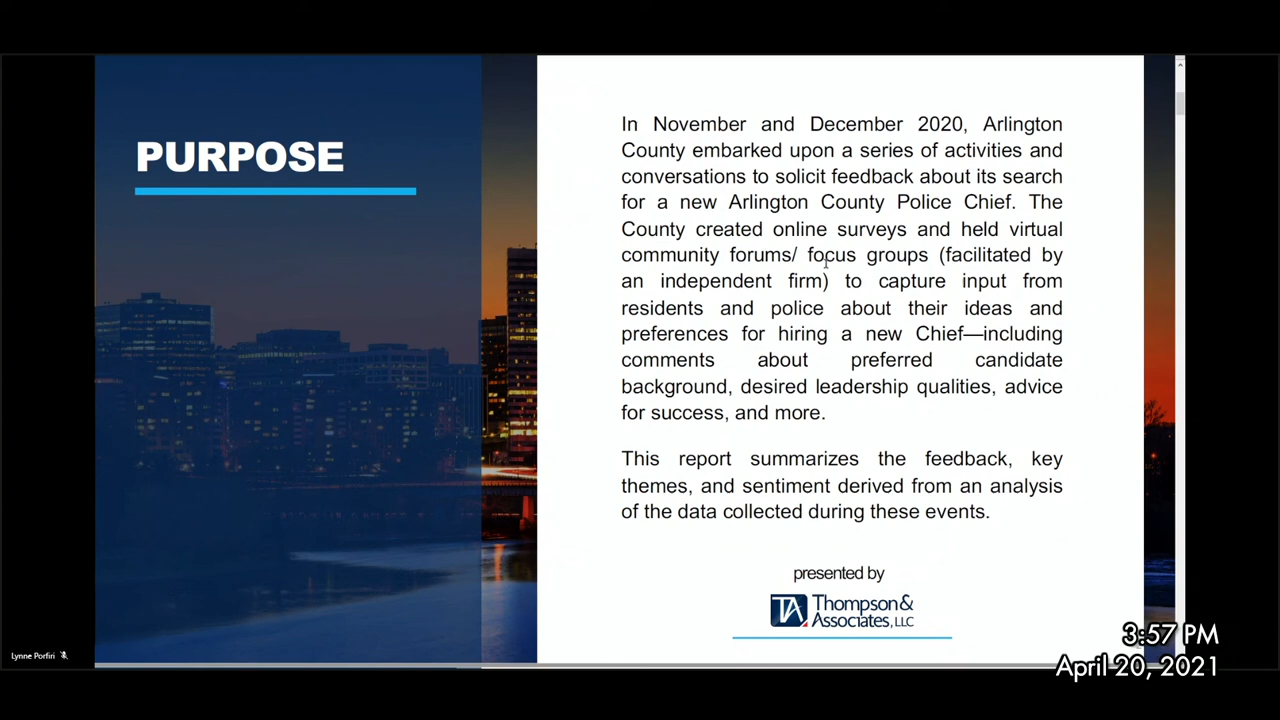 PURPOSE
In November and December 2020, Arlington
County embarked upon a series of activities and
conversations to solicit feedback about its search
for a new Arlington County Police Chief. The
County created online surveys and held virtual
community forums/ focus groups (facilitated by
an independent firm) to capture input from
residents and police about their ideas and
preferences for hiring a new Chief—including
comments about preferred candidate
background, desired leadership qualities, advice
for success, and more.
This report summarizes the feedback, key
themes, and sentiment derived from an analysis
of the data collected during these events.
presented by
TA Thompson&
Associates, LLC
Lynne Porfiri
3:57 PM
April 20, 2021